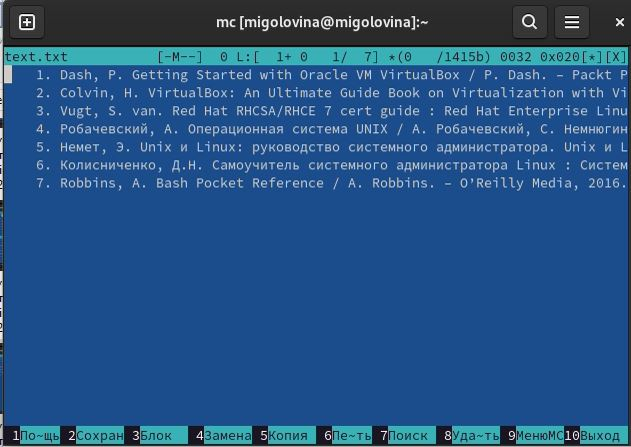 mc [migolovina@migolovina]:~
text.txt [-M--] 0 L:[ 1+ 0 1/ 7] *(0 /1415b) 0032 0x020[*][X]
1. Dash, P. Getting Started with Oracle VM VirtualBox / P. Dash. – Packt P
2. Colvin, H. VirtualBox: An Ultimate Guide Book on Virtualization with Vi
3. Vugt, S. van. Red Hat RHCSA/RHCE 7 cert guide : Red Hat Enterprise Linu
4. Робачевский, А. Операционная система UNIX / А. Робачевский, С. Немнюгин
5. Немет, Э. Unix и Linux: руководство системного администратора. Unix и L
6. Колисниченко, Д.Н. Самоучитель системного администратора Linux : Систем
7. Robbins, A. Bash Pocket Reference / A. Robbins. – O’Reilly Media, 2016.
1По~щь 2Сохран 3Блок 4Замена 5Копия 6Пе~ть 7Поиск 8Уда~ть 9МенюMC 10Выход